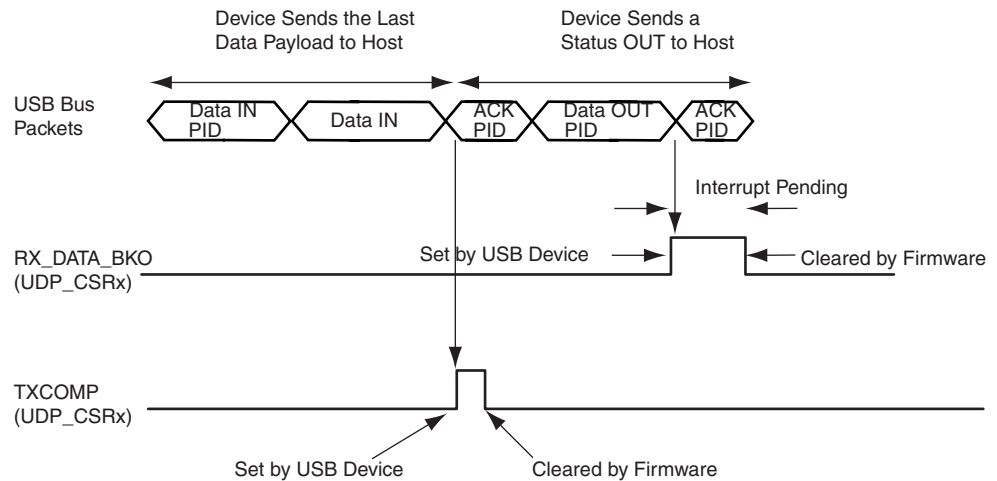 Device Sends the Last
Data Payload to Host
Device Sends a
Status OUT to Host
USB Bus
Packets
Data IN
PID
Data IN
ACK
PID
Data OUT
PID
ACK
PID
Interrupt Pending
RX_DATA_BKO
(UDP_CSRx)
Set by USB Device
Cleared by Firmware
TXCOMP
(UDP_CSRx)
Set by USB Device
Cleared by Firmware